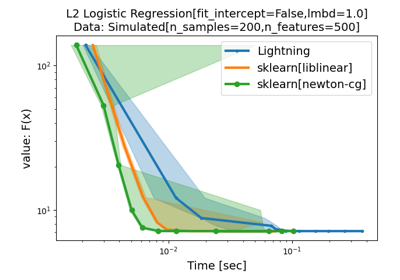 L2 Logistic Regression[fit_intercept=False,lmbd=1.0]
Data: Simulated[n_samples=200,n_features=500]
Lightning
sklearn[liblinear]
sklearn[newton-cg]
value: F(x)
10²
10¹
10⁻²
10⁻¹
Time [sec]